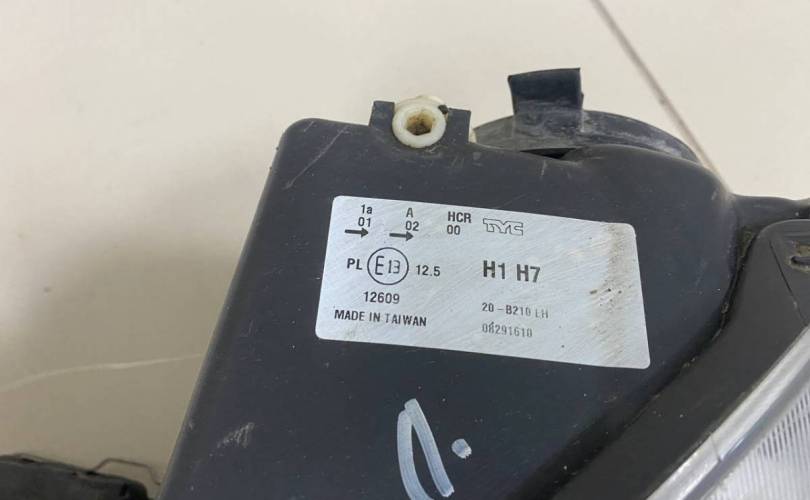 1a A HCR TYC
01 02 00
→ →
PL E13 12.5 H1 H7
12609 20-B210 LH
MADE IN TAIWAN 08291610